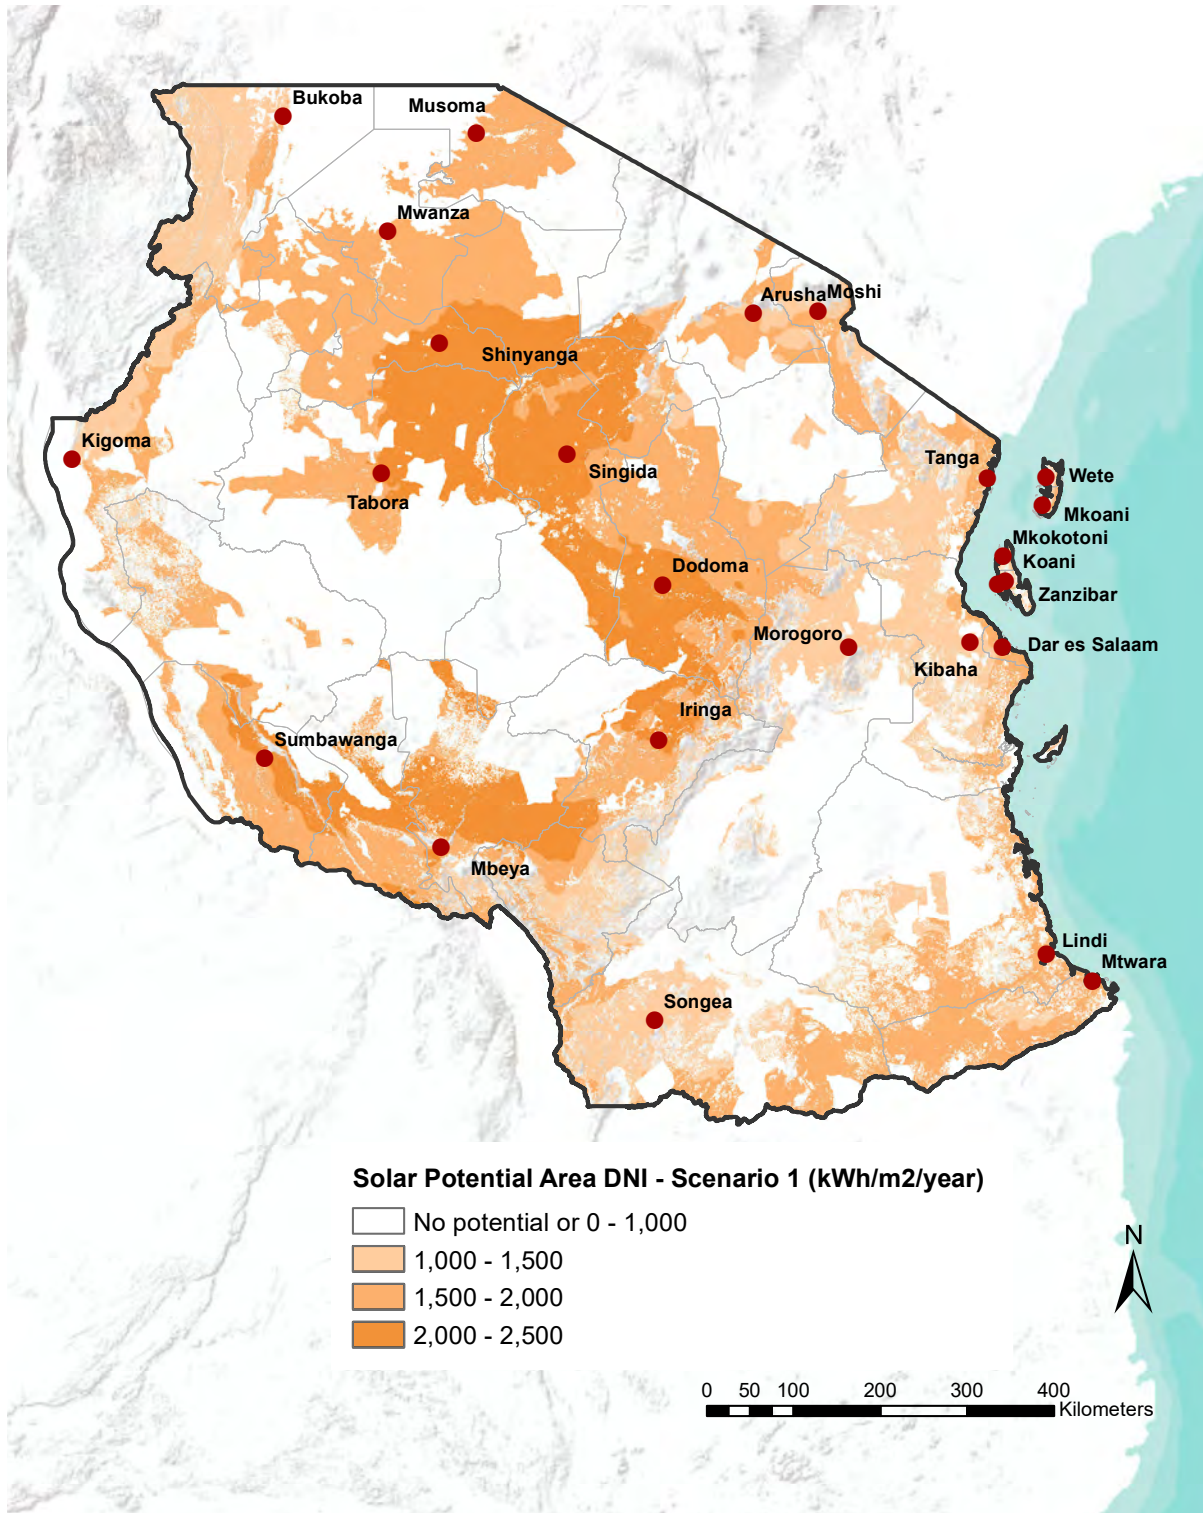 Bukoba
Musoma
Mwanza
Arusha
Moshi
Shinyanga
Kigoma
Singida
Tanga
Wete
Tabora
Mkoani
Mkokotoni
Koani
Dodoma
Zanzibar
Morogoro
Dar es Salaam
Kibaha
Iringa
Sumbawanga
Mbeya
Lindi
Mtwara
Songea
Solar Potential Area DNI - Scenario 1 (kWh/m2/year)
No potential or 0 - 1,000
1,000 - 1,500
1,500 - 2,000
2,000 - 2,500
N
0 50 100 200 300 400
Kilometers